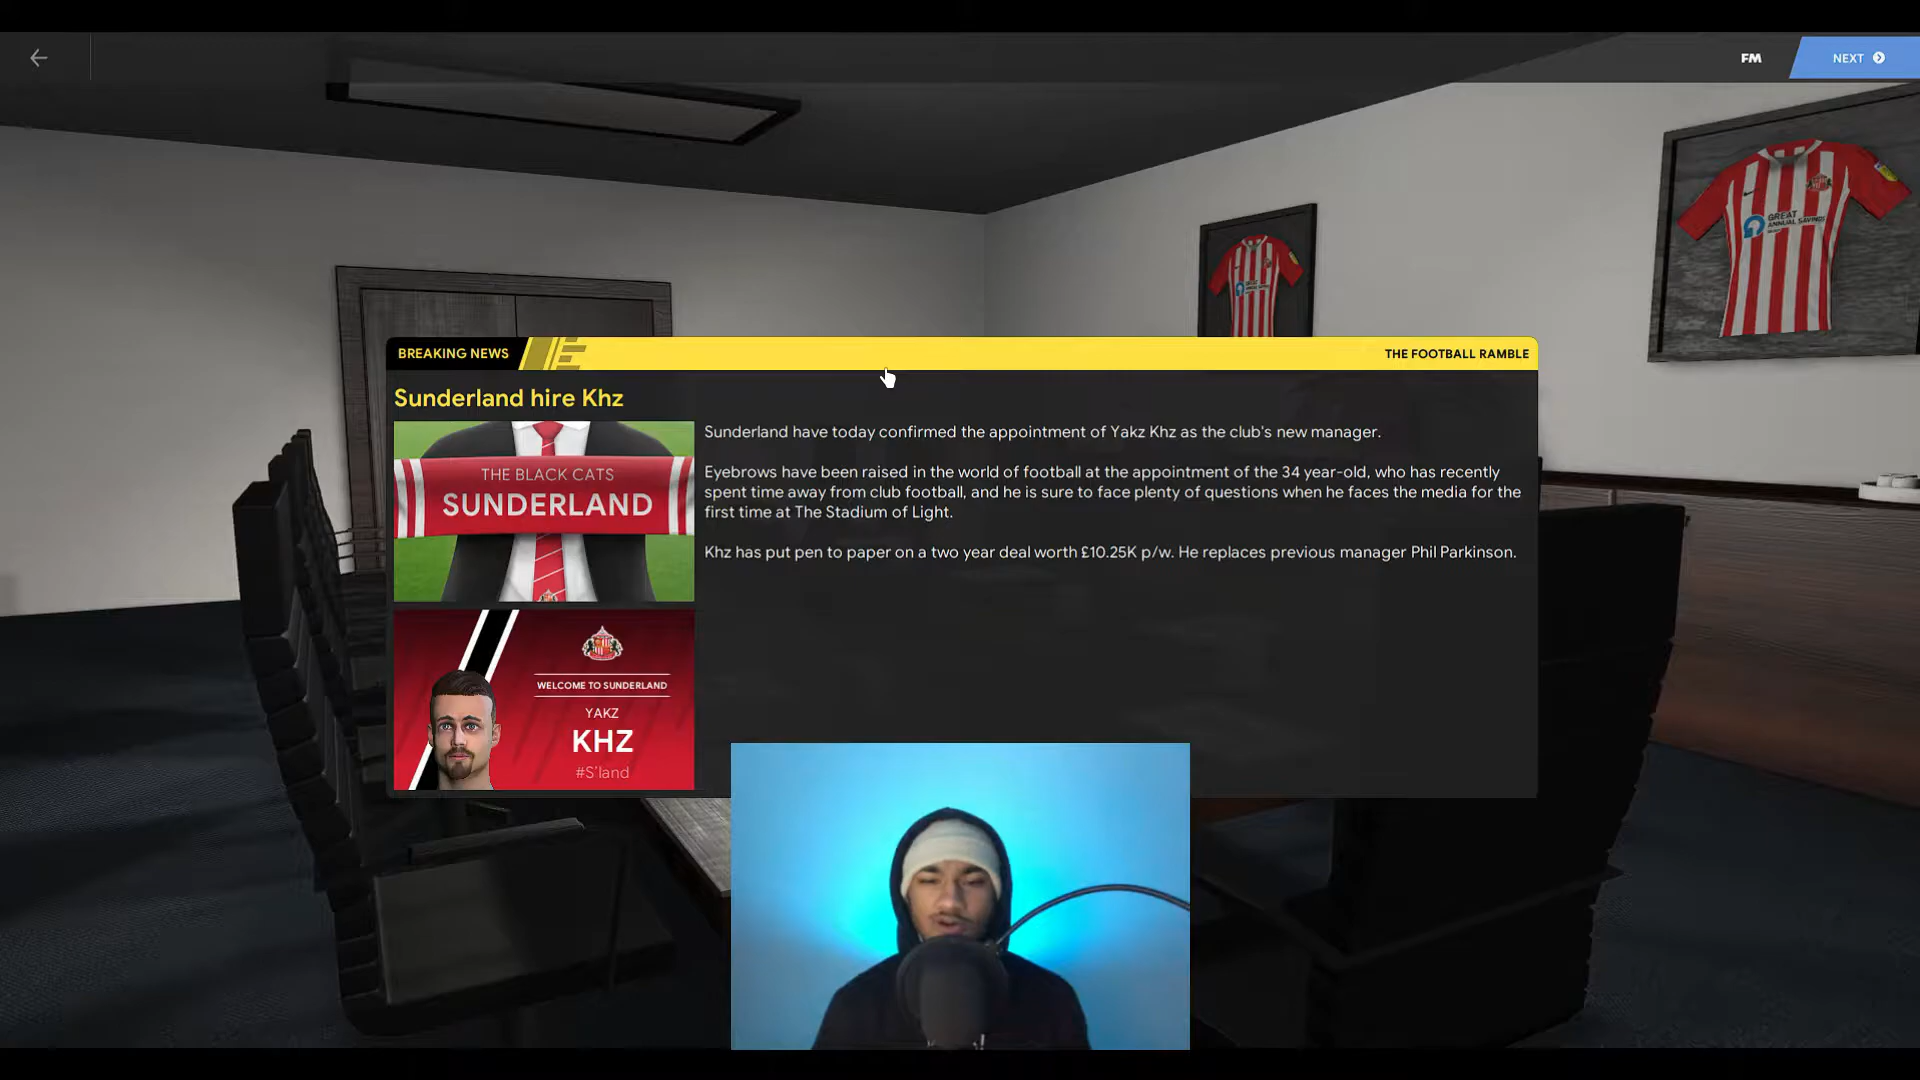 FM
NEXT
GREAT
ANNUAL SAVINGS
BREAKING NEWS
THE FOOTBALL RAMBLE
Sunderland hire Khz
THE BLACK CATS
SUNDERLAND
Sunderland have today confirmed the appointment of Yakz Khz as the club's new manager.
Eyebrows have been raised in the world of football at the appointment of the 34 year-old, who has recently
spent time away from club football, and he is sure to face plenty of questions when he faces the media for the
first time at The Stadium of Light.
Khz has put pen to paper on a two year deal worth £10.25K p/w. He replaces previous manager Phil Parkinson.
WELCOME TO SUNDERLAND
YAKZ
KHZ
#S'land